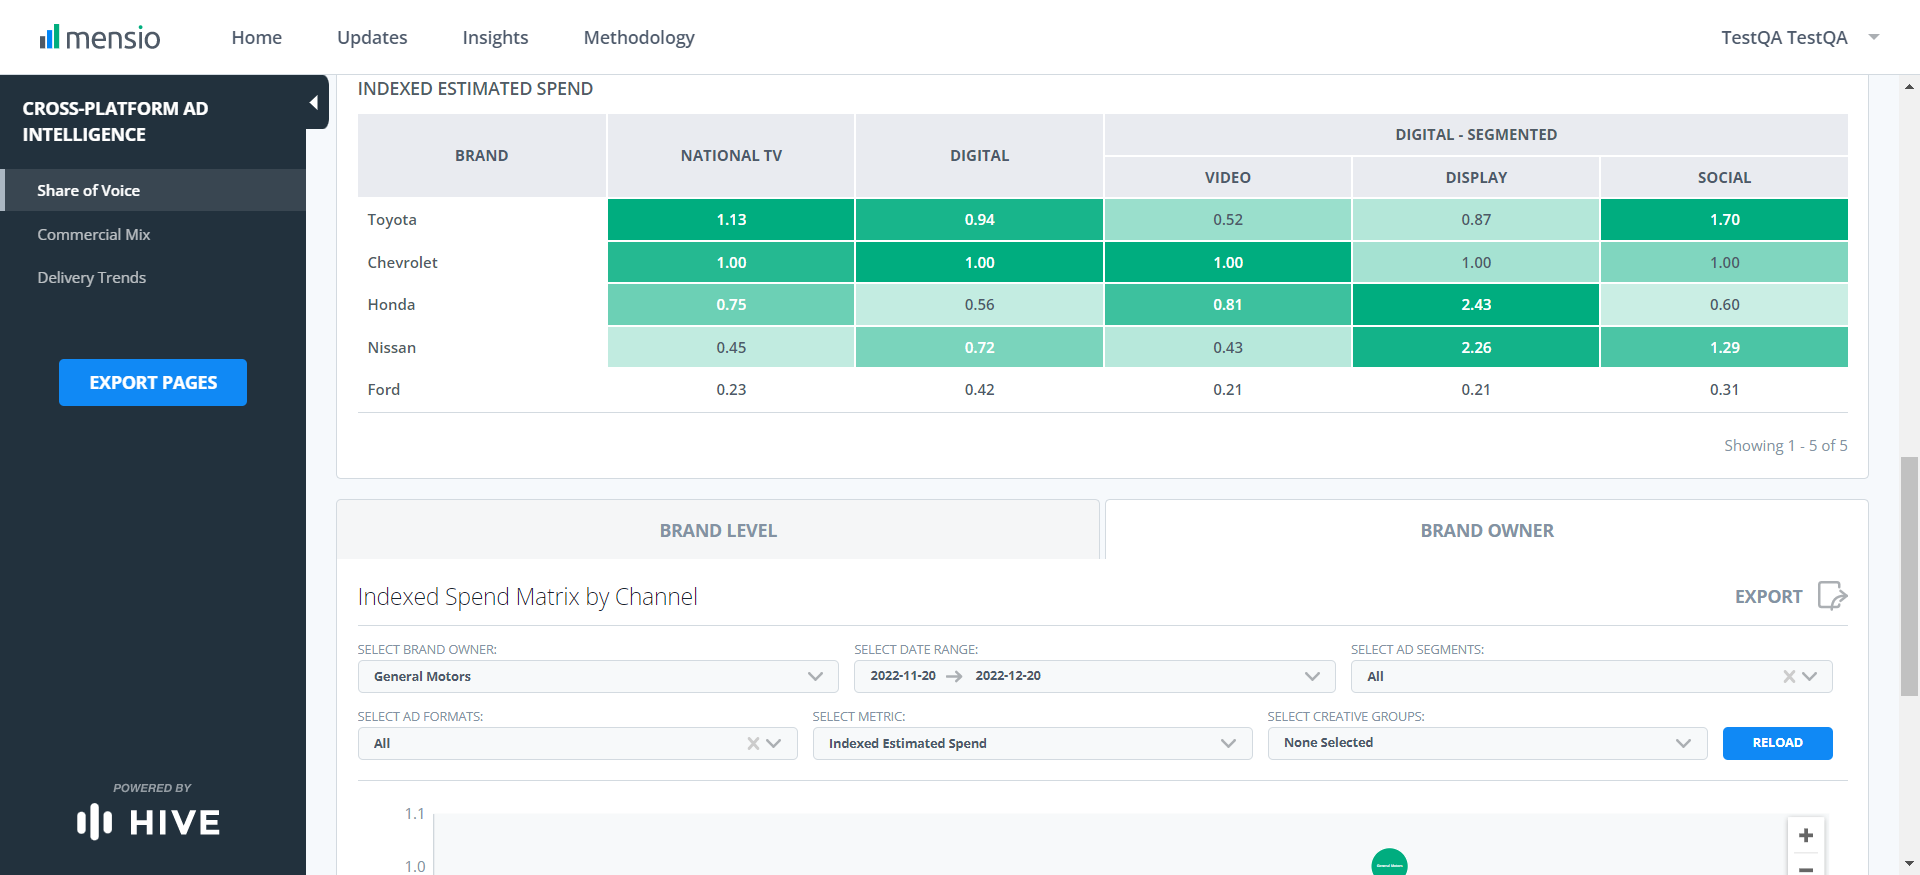 mensio
Home
Updates
Insights
Methodology
TestQA TestQA
CROSS-PLATFORM AD
INTELLIGENCE
Share of Voice
Commercial Mix
Delivery Trends
EXPORT PAGES
POWERED BY
HIVE
INDEXED ESTIMATED SPEND
BRAND NATIONAL TV DIGITAL DIGITAL - SEGMENTED
VIDEO DISPLAY SOCIAL
Toyota 1.13 0.94 0.52 0.87 1.70
Chevrolet 1.00 1.00 1.00 1.00 1.00
Honda 0.75 0.56 0.81 2.43 0.60
Nissan 0.45 0.72 0.43 2.26 1.29
Ford 0.23 0.42 0.21 0.21 0.31
Showing 1 - 5 of 5
BRAND LEVEL
BRAND OWNER
Indexed Spend Matrix by Channel
EXPORT
SELECT BRAND OWNER: SELECT DATE RANGE: SELECT AD SEGMENTS:
General Motors 2022-11-20 → 2022-12-20 All
SELECT AD FORMATS: SELECT METRIC: SELECT CREATIVE GROUPS:
All Indexed Estimated Spend None Selected RELOAD
1.1
1.0
General Motors